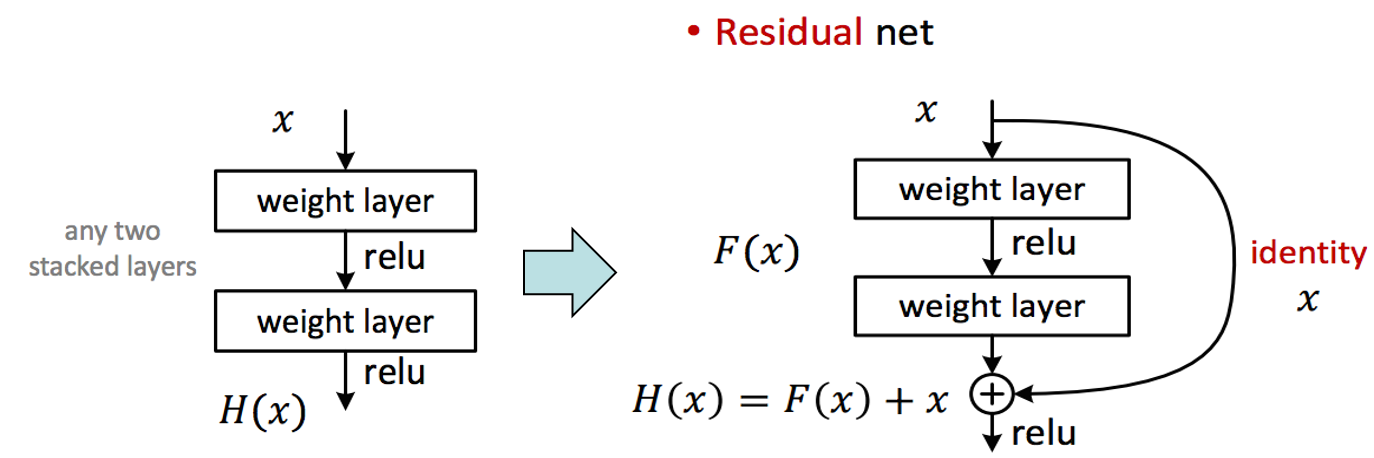 • Residual net
x
weight layer
any two
stacked layers
relu
weight layer
relu
H(x)
x
weight layer
F(x)
relu
identity
x
weight layer
H(x) = F(x) + x
+
relu